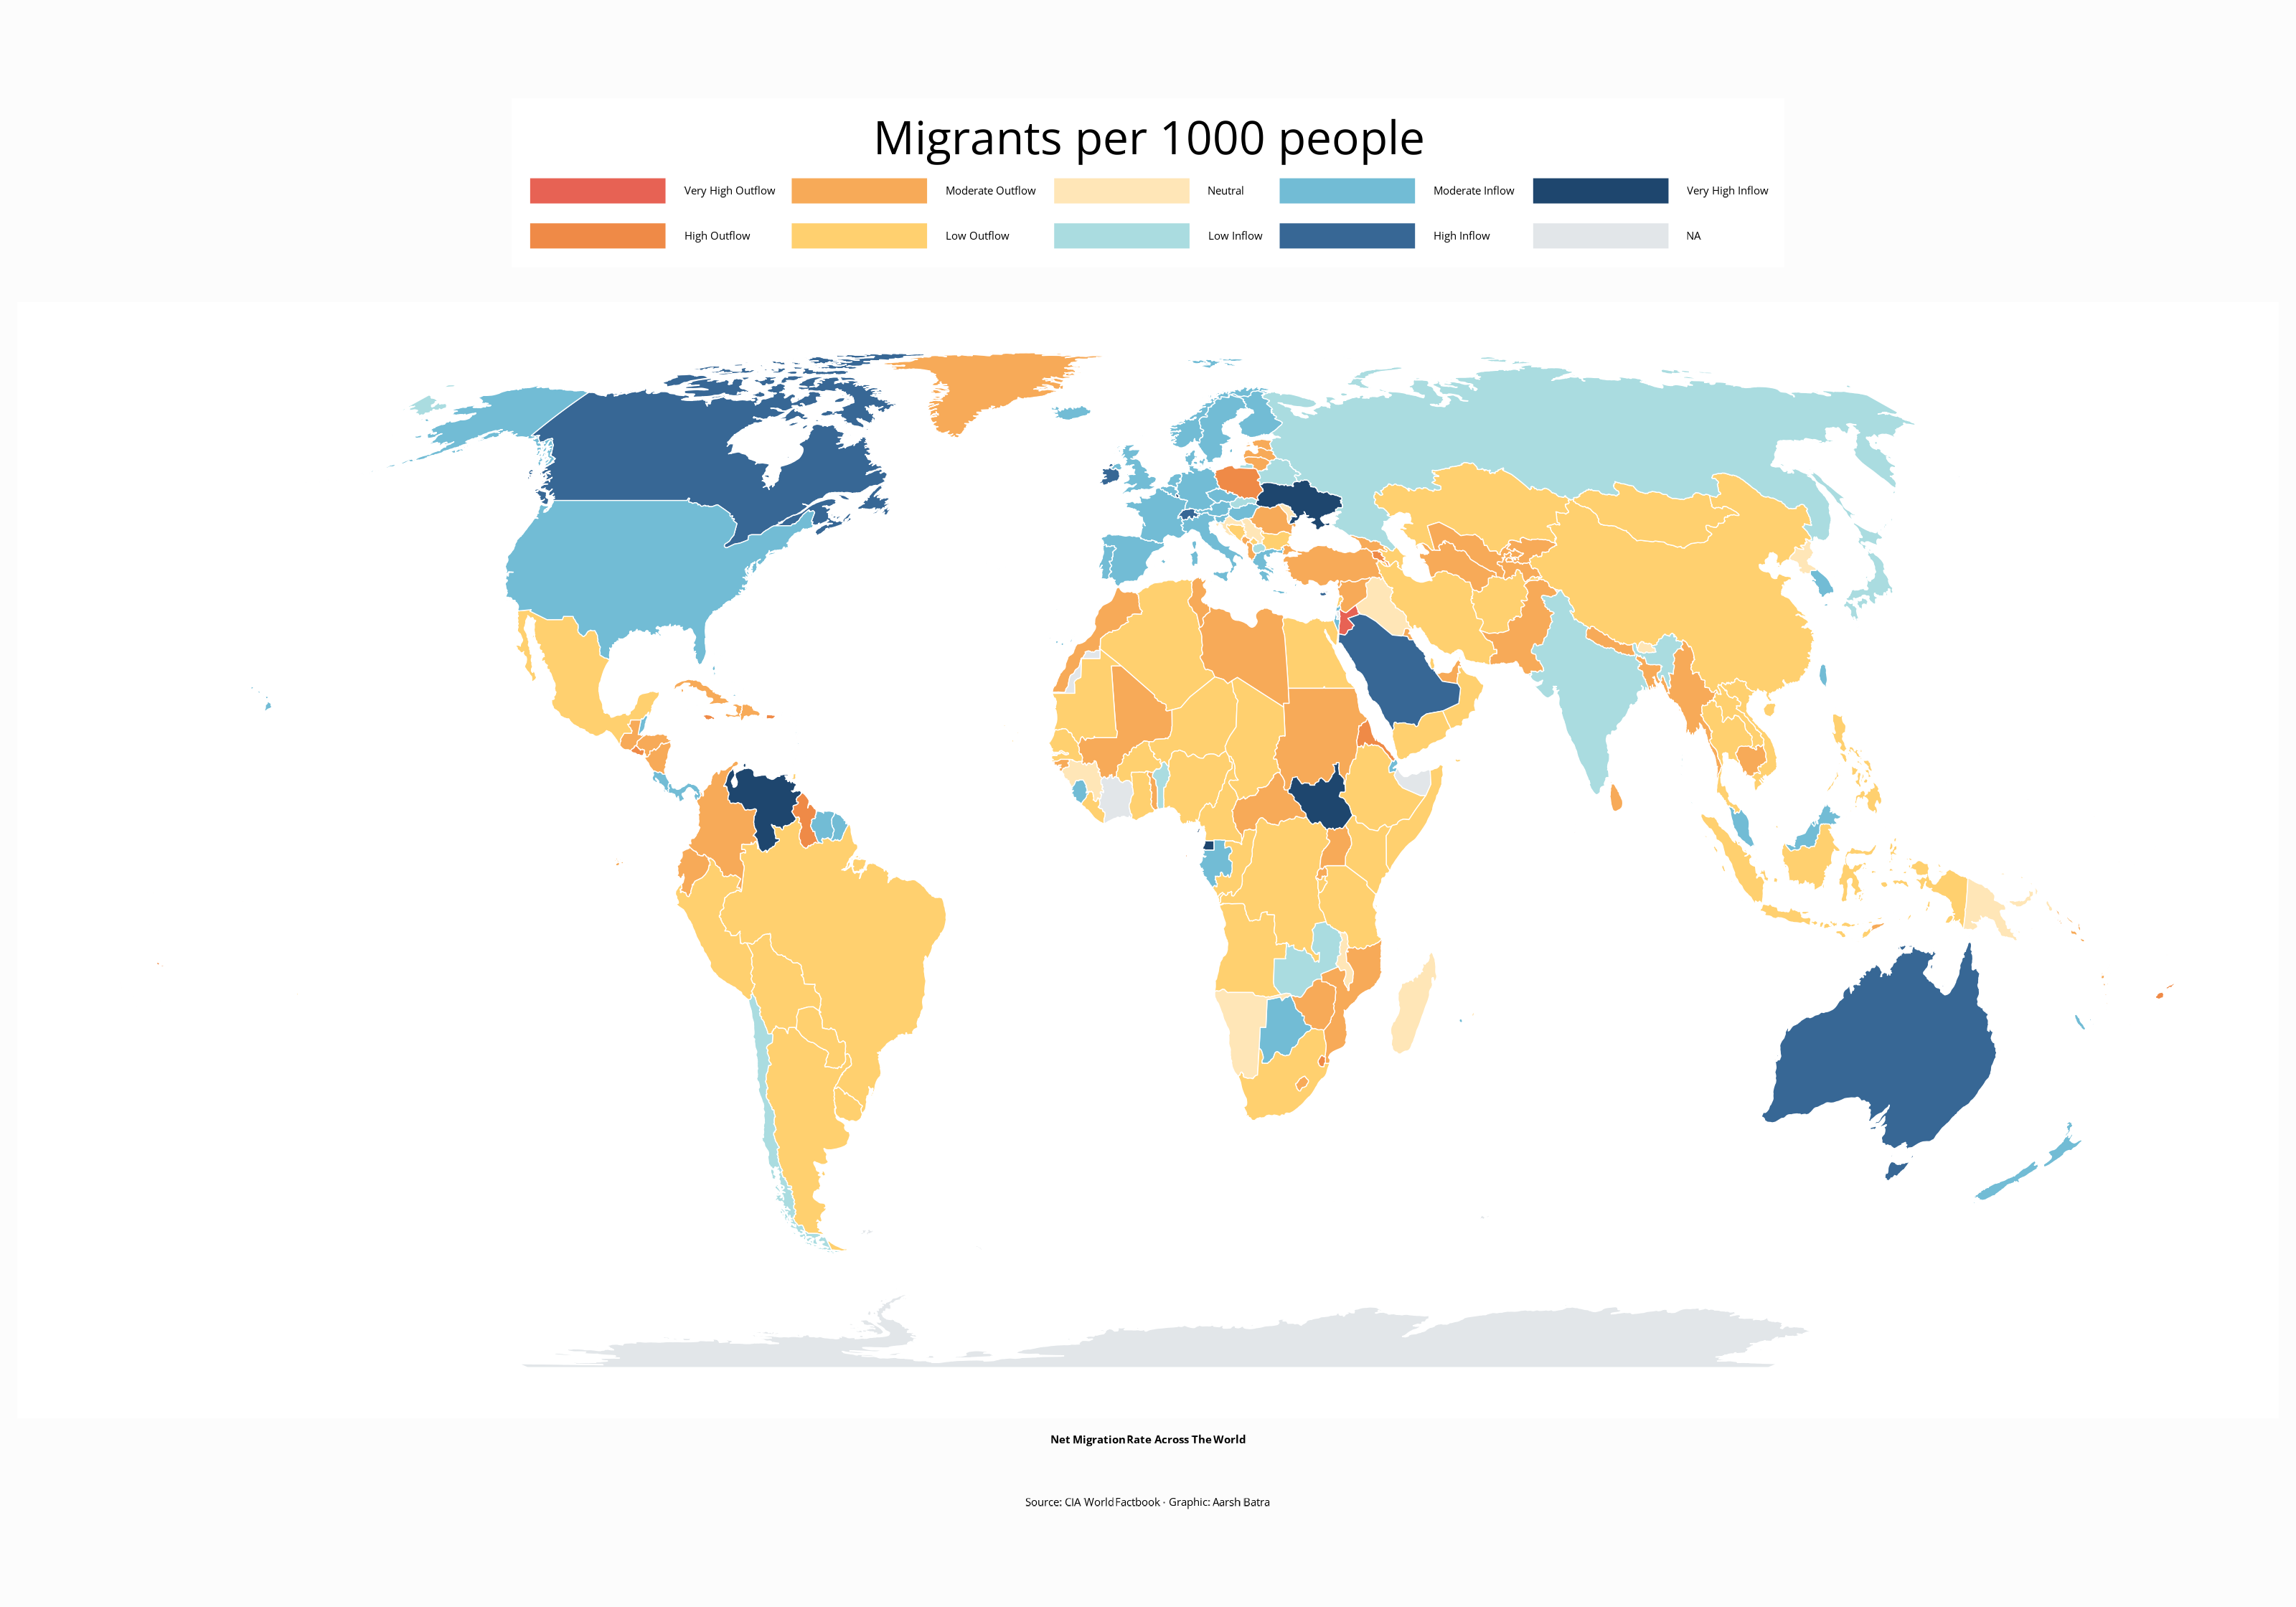 Migrants per 1000 people
Very High Outflow
Moderate Outflow
Neutral
Moderate Inflow
Very High Inflow
High Outflow
Low Outflow
Low Inflow
High Inflow
NA
Net Migration Rate Across The World
Source: CIA World Factbook · Graphic: Aarsh Batra